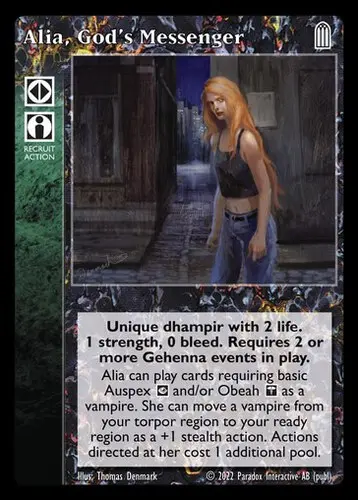 Alia, God's Messenger
RECRUIT
ACTION
Unique dhampir with 2 life.
1 strength, 0 bleed. Requires 2 or
more Gehenna events in play.
Alia can play cards requiring basic
Auspex and/or Obeah as a
vampire. She can move a vampire from
your torpor region to your ready
region as a +1 stealth action. Actions
directed at her cost 1 additional pool.
Illus: Thomas Denmark © 2022 Paradox Interactive AB (publ)